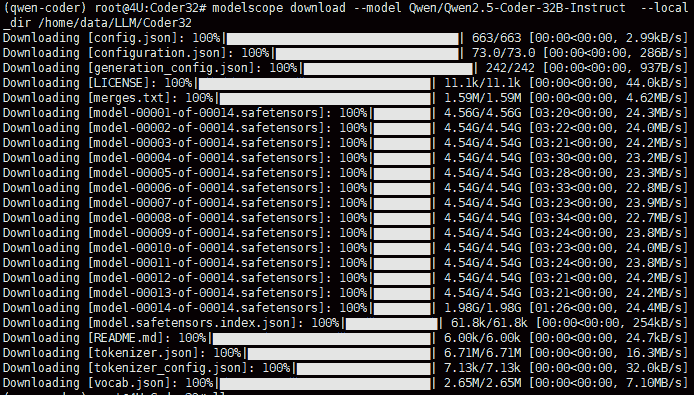 (qwen-coder) root@4U:Coder32# modelscope download --model Qwen/Qwen2.5-Coder-32B-Instruct  --local
_dir /home/data/LLM/Coder32
Downloading [config.json]: 100%| | 663/663 [00:00<00:00, 2.99kB/s]
Downloading [configuration.json]: 100%| | 73.0/73.0 [00:00<00:00, 286B/s]
Downloading [generation_config.json]: 100%| | 242/242 [00:00<00:00, 937B/s]
Downloading [LICENSE]: 100%| | 11.1k/11.1k [00:00<00:00, 44.0kB/s]
Downloading [merges.txt]: 100%| | 1.59M/1.59M [00:00<00:00, 4.62MB/s]
Downloading [model-00001-of-00014.safetensors]: 100%| | 4.56G/4.56G [03:20<00:00, 24.3MB/s]
Downloading [model-00002-of-00014.safetensors]: 100%| | 4.54G/4.54G [03:22<00:00, 24.0MB/s]
Downloading [model-00003-of-00014.safetensors]: 100%| | 4.54G/4.54G [03:21<00:00, 24.2MB/s]
Downloading [model-00004-of-00014.safetensors]: 100%| | 4.54G/4.54G [03:30<00:00, 23.2MB/s]
Downloading [model-00005-of-00014.safetensors]: 100%| | 4.54G/4.54G [03:28<00:00, 23.3MB/s]
Downloading [model-00006-of-00014.safetensors]: 100%| | 4.54G/4.54G [03:33<00:00, 22.8MB/s]
Downloading [model-00007-of-00014.safetensors]: 100%| | 4.54G/4.54G [03:23<00:00, 23.9MB/s]
Downloading [model-00008-of-00014.safetensors]: 100%| | 4.54G/4.54G [03:34<00:00, 22.7MB/s]
Downloading [model-00009-of-00014.safetensors]: 100%| | 4.54G/4.54G [03:24<00:00, 23.8MB/s]
Downloading [model-00010-of-00014.safetensors]: 100%| | 4.54G/4.54G [03:23<00:00, 24.0MB/s]
Downloading [model-00011-of-00014.safetensors]: 100%| | 4.54G/4.54G [03:24<00:00, 23.8MB/s]
Downloading [model-00012-of-00014.safetensors]: 100%| | 4.54G/4.54G [03:21<00:00, 24.2MB/s]
Downloading [model-00013-of-00014.safetensors]: 100%| | 4.54G/4.54G [03:21<00:00, 24.2MB/s]
Downloading [model-00014-of-00014.safetensors]: 100%| | 1.98G/1.98G [01:26<00:00, 24.4MB/s]
Downloading [model.safetensors.index.json]: 100%| | 61.8k/61.8k [00:00<00:00, 254kB/s]
Downloading [README.md]: 100%| | 6.00k/6.00k [00:00<00:00, 24.7kB/s]
Downloading [tokenizer.json]: 100%| | 6.71M/6.71M [00:00<00:00, 16.3MB/s]
Downloading [tokenizer_config.json]: 100%| | 7.13k/7.13k [00:00<00:00, 32.0kB/s]
Downloading [vocab.json]: 100%| | 2.65M/2.65M [00:00<00:00, 7.10MB/s]